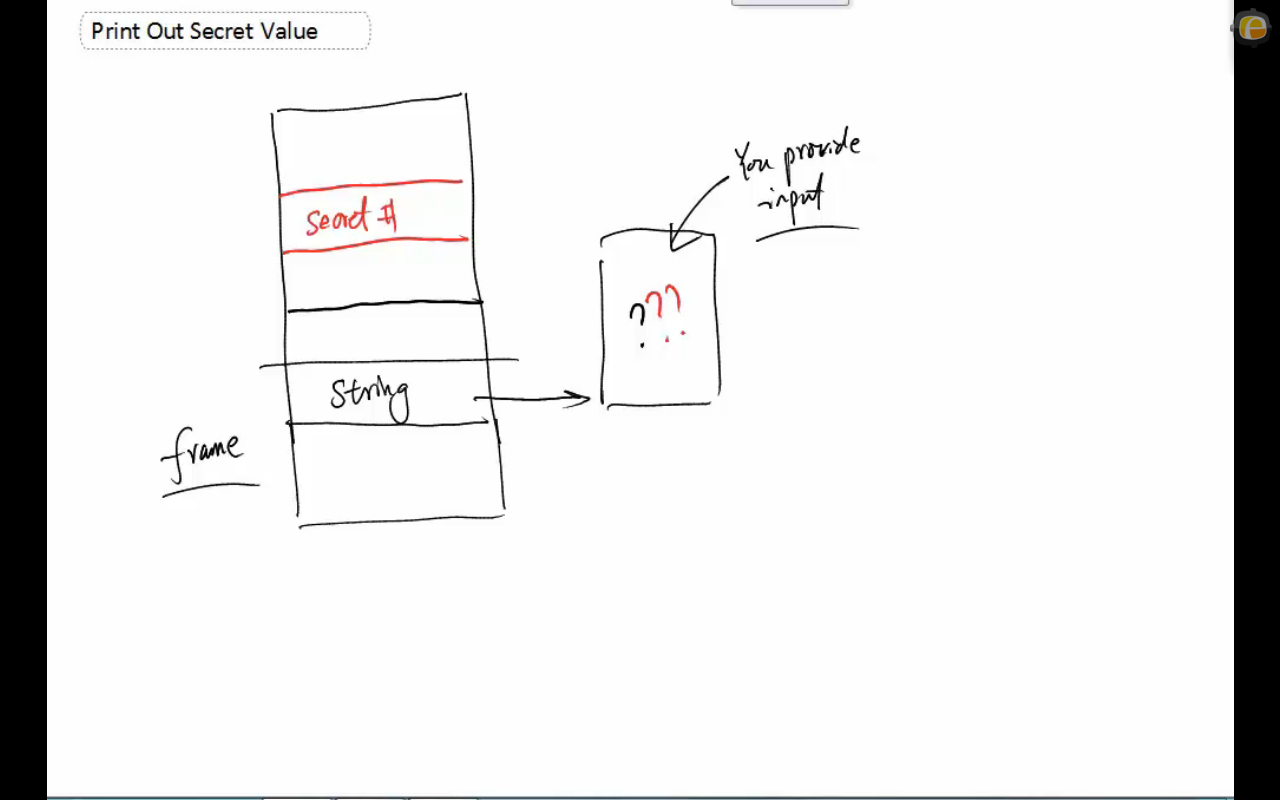 Print Out Secret Value
You provide
input
Secret #
???
String
frame